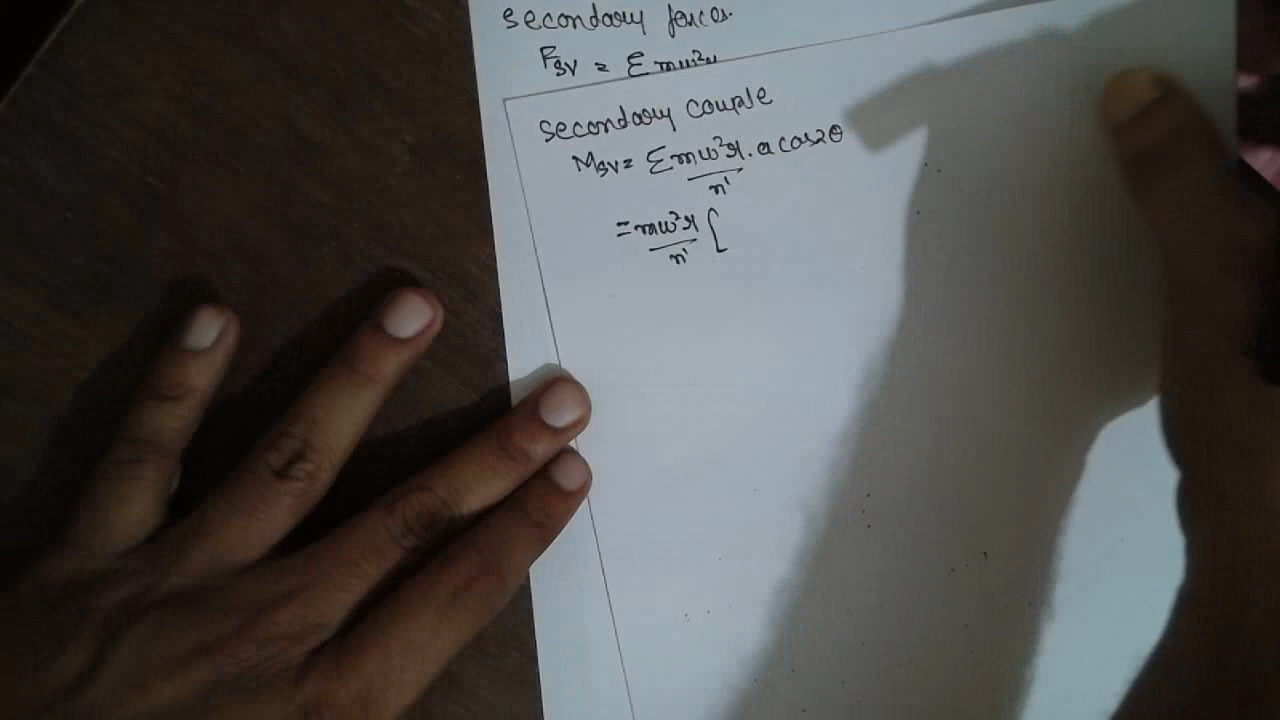 Secondary forces.
F_SV = Σ mω²r
Secondary couple
M_SV = Σ mω²r/n' . a cos2θ
= mω²r/n' [